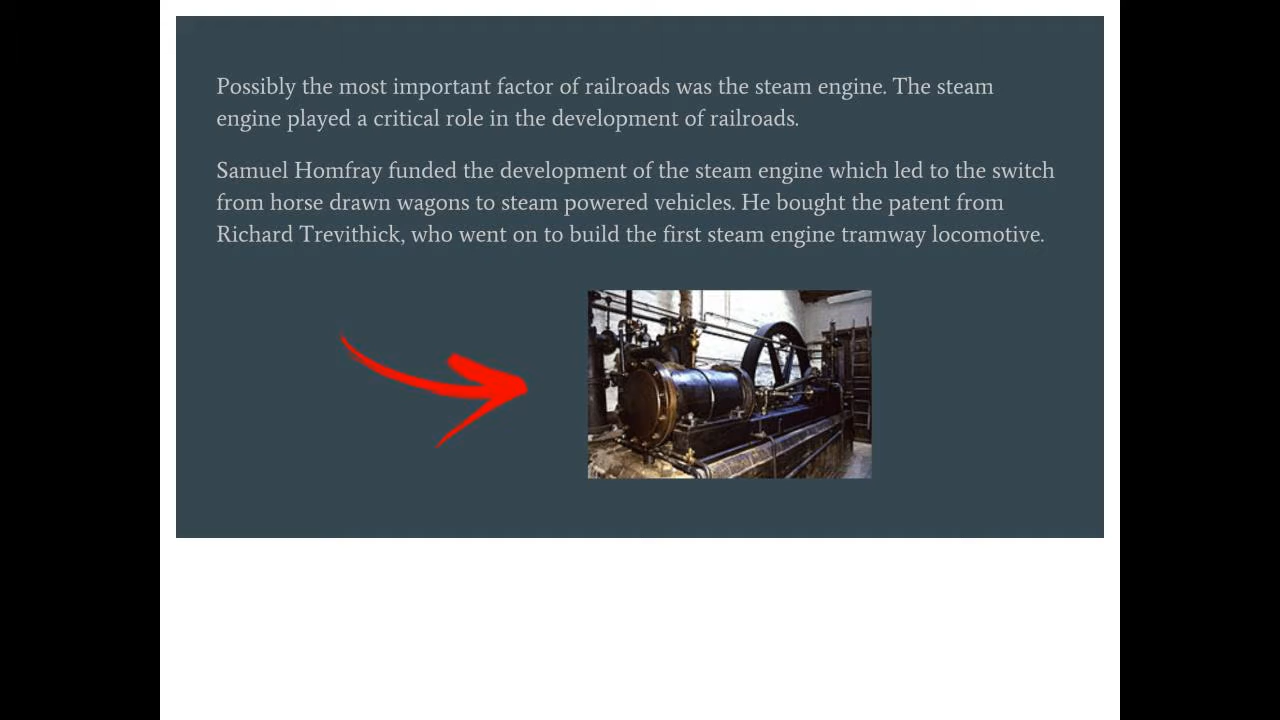 Possibly the most important factor of railroads was the steam engine. The steam
engine played a critical role in the development of railroads.
Samuel Homfray funded the development of the steam engine which led to the switch
from horse drawn wagons to steam powered vehicles. He bought the patent from
Richard Trevithick, who went on to build the first steam engine tramway locomotive.